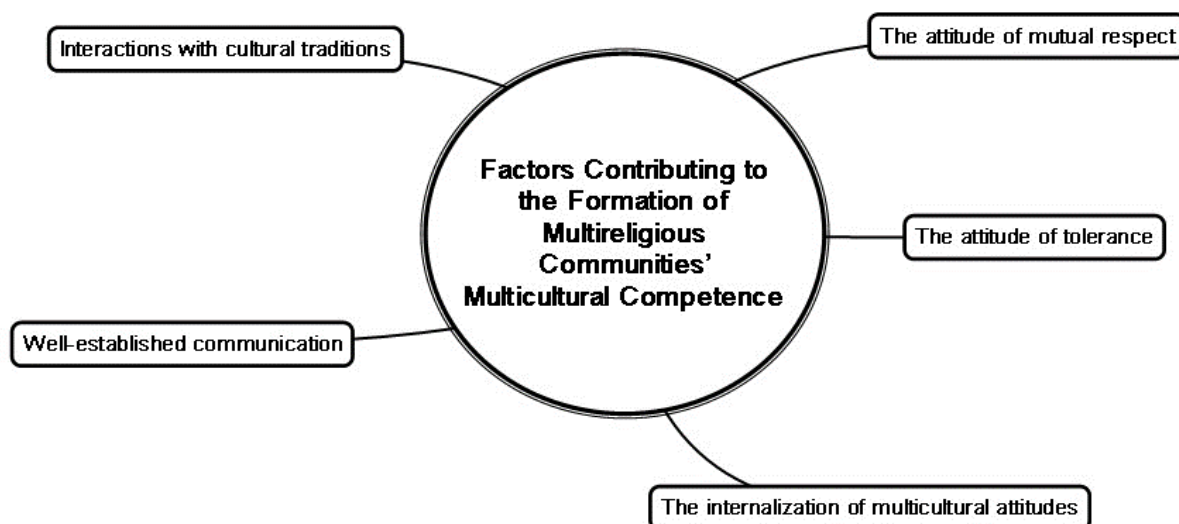 Interactions with cultural traditions
The attitude of mutual respect
Factors Contributing to
the Formation of
Multireligious
Communities’
Multicultural Competence
The attitude of tolerance
Well-established communication
The internalization of multicultural attitudes